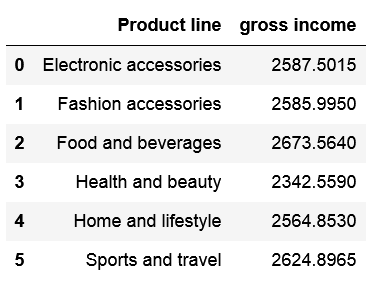 Product line gross income
0 Electronic accessories 2587.5015
1 Fashion accessories 2585.9950
2 Food and beverages 2673.5640
3 Health and beauty 2342.5590
4 Home and lifestyle 2564.8530
5 Sports and travel 2624.8965